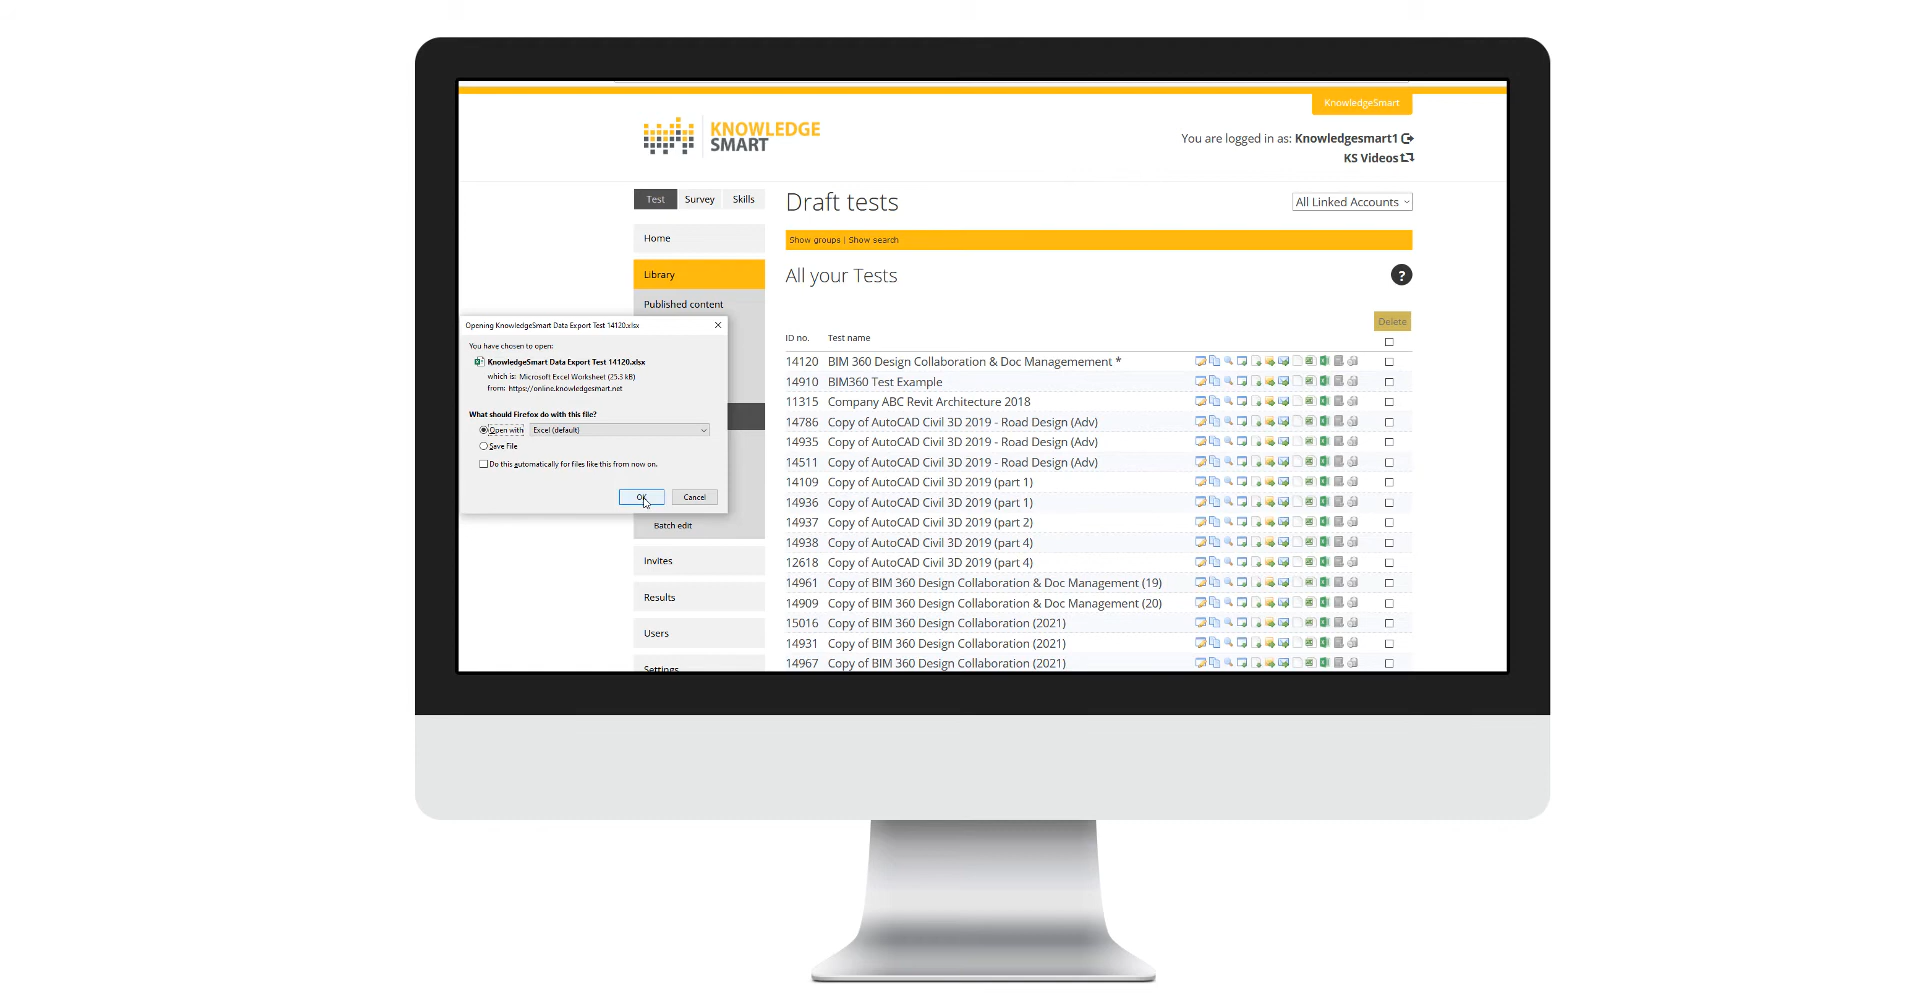 KnowledgeSmart
KNOWLEDGE
SMART
You are logged in as: Knowledgesmart1
KS Videos
Test
Survey
Skills
Draft tests
All Linked Accounts
Home
Library
Published content
Show groups | Show search
All your Tests
?
Opening KnowledgeSmart Data Export Test 14120.xlsx
You have chosen to open:
KnowledgeSmart Data Export Test 14120.xlsx
which is: Microsoft Excel Worksheet (25.3 kB)
from: https://online.knowledgesmart.net
What should Firefox do with this file?
Open with
Excel (default)
Save File
Do this automatically for files like this from now on.
OK
Cancel
Batch edit
Invites
Results
Users
Settings
Delete
ID no. Test name
14120 BIM 360 Design Collaboration & Doc Managemement *
14910 BIM360 Test Example
11315 Company ABC Revit Architecture 2018
14786 Copy of AutoCAD Civil 3D 2019 - Road Design (Adv)
14935 Copy of AutoCAD Civil 3D 2019 - Road Design (Adv)
14511 Copy of AutoCAD Civil 3D 2019 - Road Design (Adv)
14109 Copy of AutoCAD Civil 3D 2019 (part 1)
14936 Copy of AutoCAD Civil 3D 2019 (part 1)
14937 Copy of AutoCAD Civil 3D 2019 (part 2)
14938 Copy of AutoCAD Civil 3D 2019 (part 4)
12618 Copy of AutoCAD Civil 3D 2019 (part 4)
14961 Copy of BIM 360 Design Collaboration & Doc Management (19)
14909 Copy of BIM 360 Design Collaboration & Doc Management (20)
15016 Copy of BIM 360 Design Collaboration (2021)
14931 Copy of BIM 360 Design Collaboration (2021)
14967 Copy of BIM 360 Design Collaboration (2021)